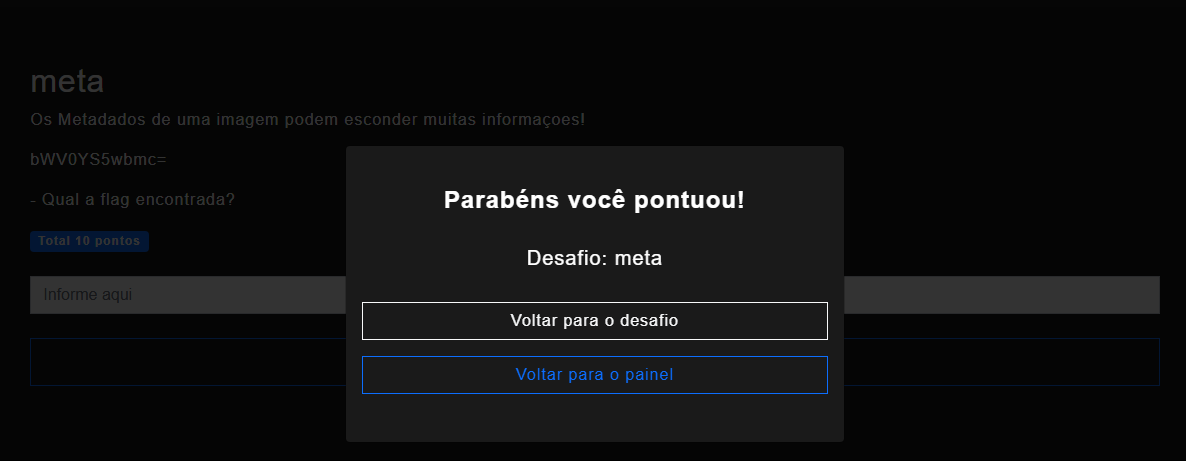 meta
Os Metadados de uma imagem podem esconder muitas informaçoes!
bWV0YS5wbmc=
- Qual a flag encontrada?
Total 10 pontos
Informe aqui
Parabéns você pontuou!
Desafio: meta
Voltar para o desafio
Voltar para o painel